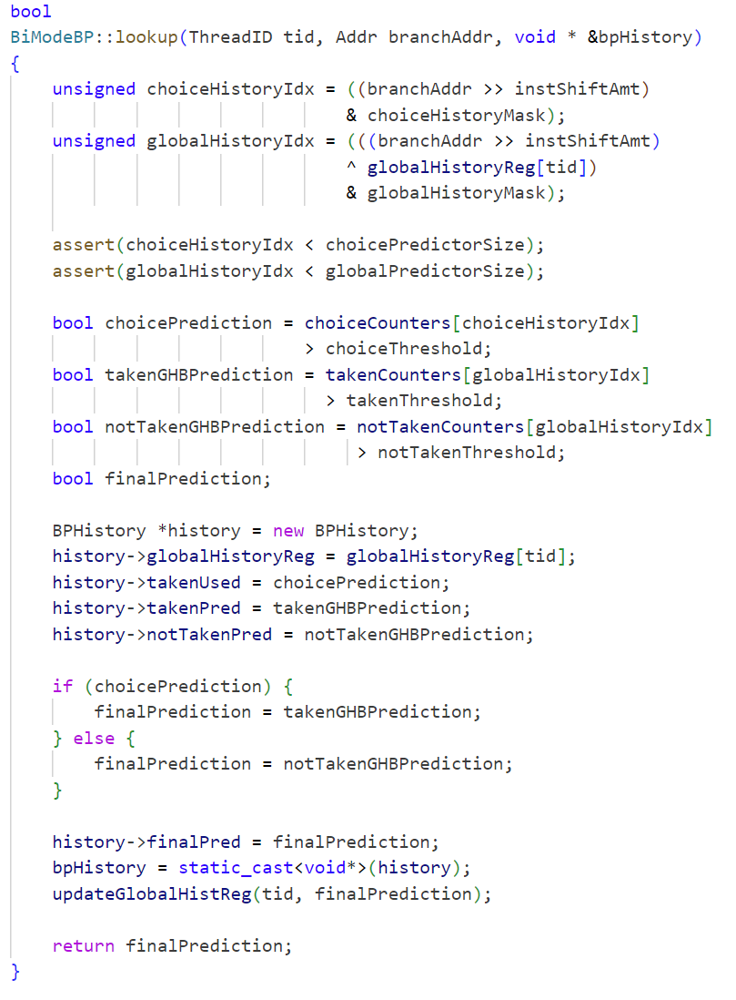 bool
BiModeBP::lookup(ThreadID tid, Addr branchAddr, void * &bpHistory)
{
    unsigned choiceHistoryIdx = ((branchAddr >> instShiftAmt)
                                & choiceHistoryMask);
    unsigned globalHistoryIdx = (((branchAddr >> instShiftAmt)
                                ^ globalHistoryReg[tid])
                                & globalHistoryMask);

    assert(choiceHistoryIdx < choicePredictorSize);
    assert(globalHistoryIdx < globalPredictorSize);

    bool choicePrediction = choiceCounters[choiceHistoryIdx]
                            > choiceThreshold;
    bool takenGHBPrediction = takenCounters[globalHistoryIdx]
                              > takenThreshold;
    bool notTakenGHBPrediction = notTakenCounters[globalHistoryIdx]
                                 > notTakenThreshold;
    bool finalPrediction;

    BPHistory *history = new BPHistory;
    history->globalHistoryReg = globalHistoryReg[tid];
    history->takenUsed = choicePrediction;
    history->takenPred = takenGHBPrediction;
    history->notTakenPred = notTakenGHBPrediction;

    if (choicePrediction) {
        finalPrediction = takenGHBPrediction;
    } else {
        finalPrediction = notTakenGHBPrediction;
    }

    history->finalPred = finalPrediction;
    bpHistory = static_cast<void*>(history);
    updateGlobalHistReg(tid, finalPrediction);

    return finalPrediction;
}